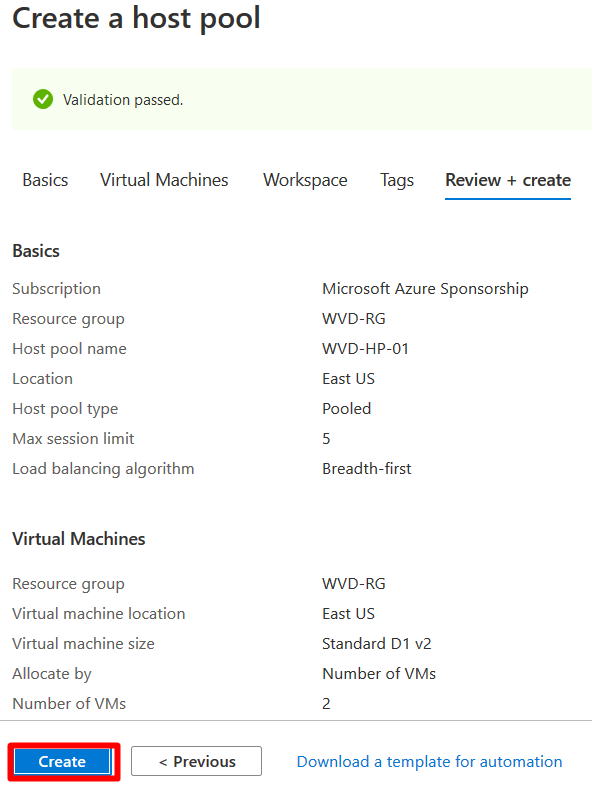 Create a host pool
Validation passed.
Basics Virtual Machines Workspace Tags Review + create
Basics
Subscription Microsoft Azure Sponsorship
Resource group WVD-RG
Host pool name WVD-HP-01
Location East US
Host pool type Pooled
Max session limit 5
Load balancing algorithm Breadth-first
Virtual Machines
Resource group WVD-RG
Virtual machine location East US
Virtual machine size Standard D1 v2
Allocate by Number of VMs
Number of VMs 2
Create < Previous Download a template for automation